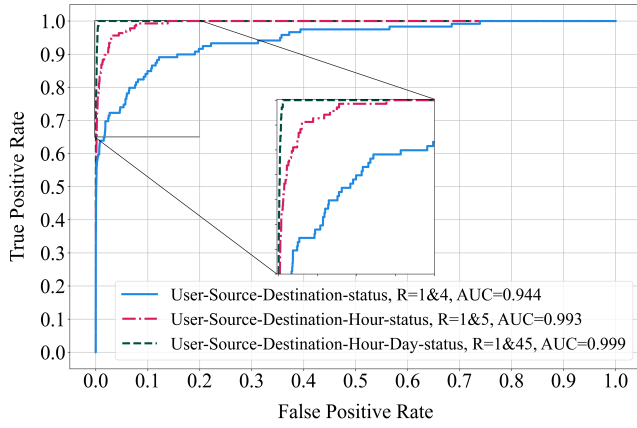 True Positive Rate
1.0
0.9
0.8
0.7
0.6
0.5
0.4
0.3
0.2
0.1
0.0
User-Source-Destination-status, R=1&4, AUC=0.944
User-Source-Destination-Hour-status, R=1&5, AUC=0.993
User-Source-Destination-Hour-Day-status, R=1&45, AUC=0.999
0.0 0.1 0.2 0.3 0.4 0.5 0.6 0.7 0.8 0.9 1.0
False Positive Rate